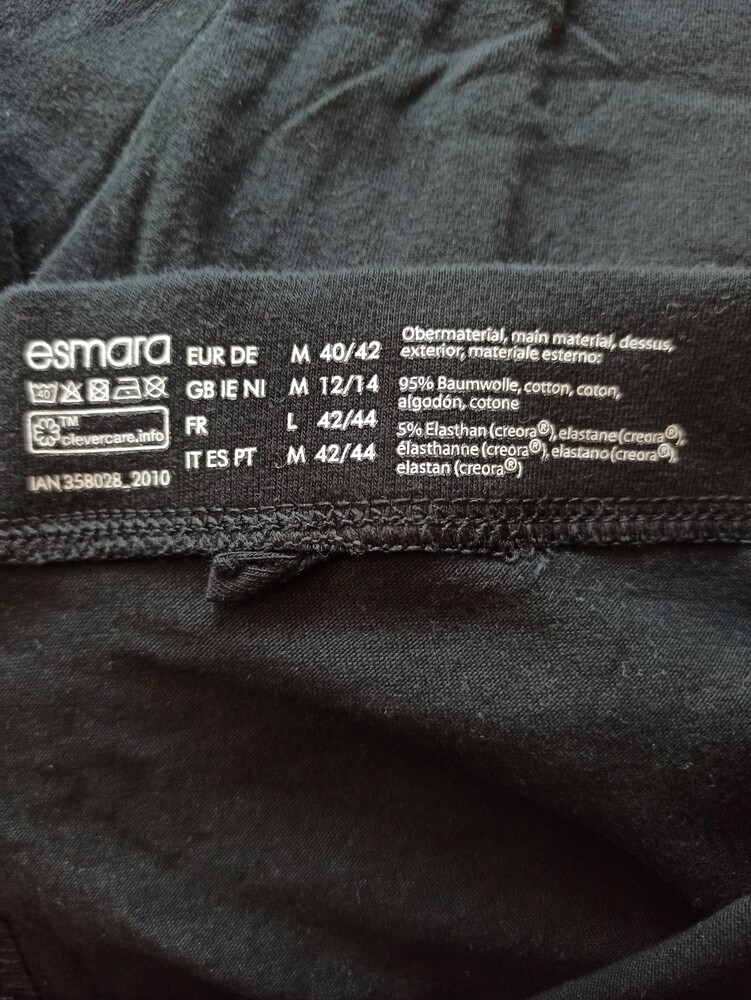 esmara
40
TM
clevercare.info
IAN 358028_2010
EUR DE M 40/42
GB IE NI M 12/14
FR L 42/44
IT ES PT M 42/44
Obermaterial, main material, dessus,
exterior, materiale esterno:
95% Baumwolle, cotton, coton,
algodón, cotone
5% Elasthan (creora®), elastane (creora®),
élasthanne (creora®), elastano (creora®),
elastan (creora®)